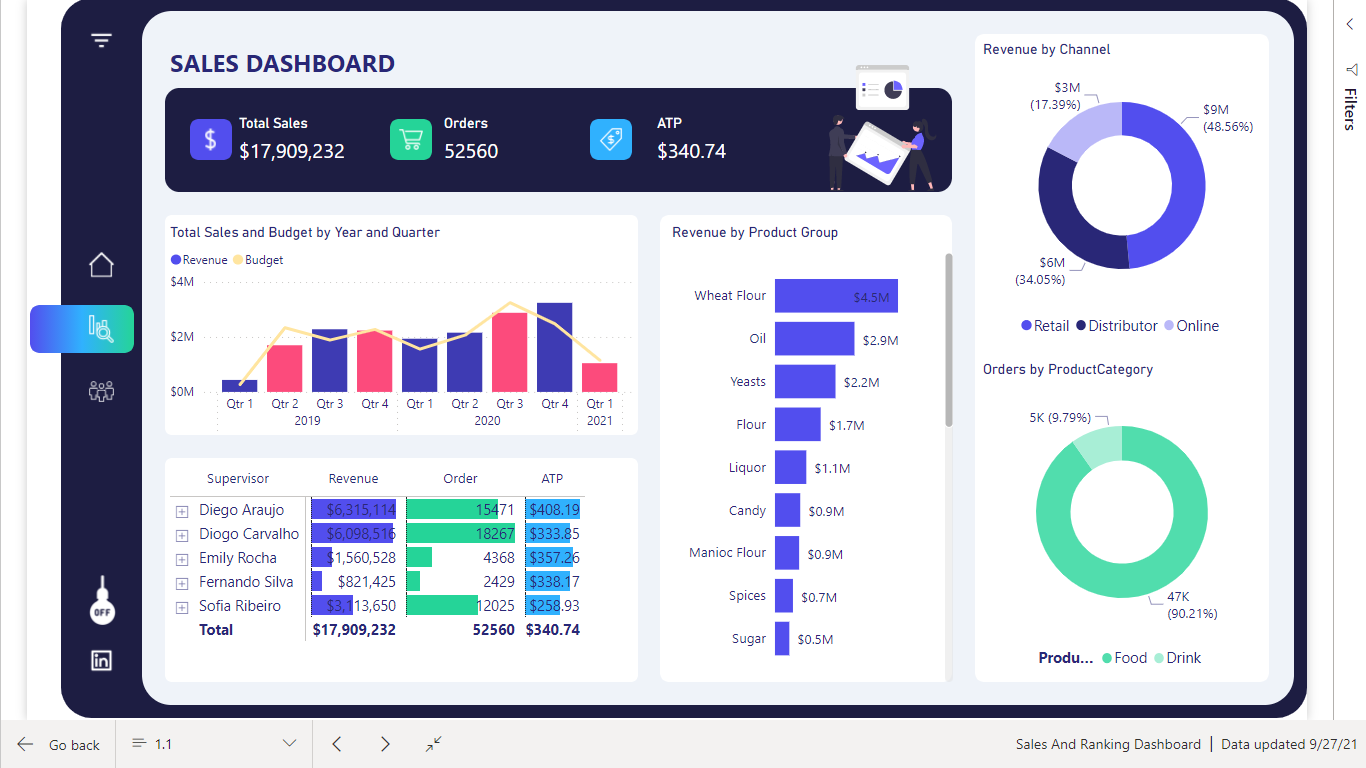 SALES DASHBOARD
Total Sales
$17,909,232
Orders
52560
ATP
$340.74
Total Sales and Budget by Year and Quarter
Revenue Budget
$4M
$2M
$0M
Qtr 1 Qtr 2 Qtr 3 Qtr 4 Qtr 1 Qtr 2 Qtr 3 Qtr 4 Qtr 1
2019 2020 2021
Supervisor Revenue Order ATP
Diego Araujo $6,315,114 15471 $408.19
Diogo Carvalho $6,098,516 18267 $333.85
Emily Rocha $1,560,528 4368 $357.26
Fernando Silva $821,425 2429 $338.17
Sofia Ribeiro $3,113,650 12025 $258.93
Total $17,909,232 52560 $340.74
Revenue by Product Group
Wheat Flour $4.5M
Oil $2.9M
Yeasts $2.2M
Flour $1.7M
Liquor $1.1M
Candy $0.9M
Manioc Flour $0.9M
Spices $0.7M
Sugar $0.5M
Revenue by Channel
$3M
(17.39%)
$9M
(48.56%)
$6M
(34.05%)
Retail Distributor Online
Orders by ProductCategory
5K (9.79%)
47K
(90.21%)
Produ... Food Drink
OFF
in
Filters
Go back
1.1
Sales And Ranking Dashboard | Data updated 9/27/21